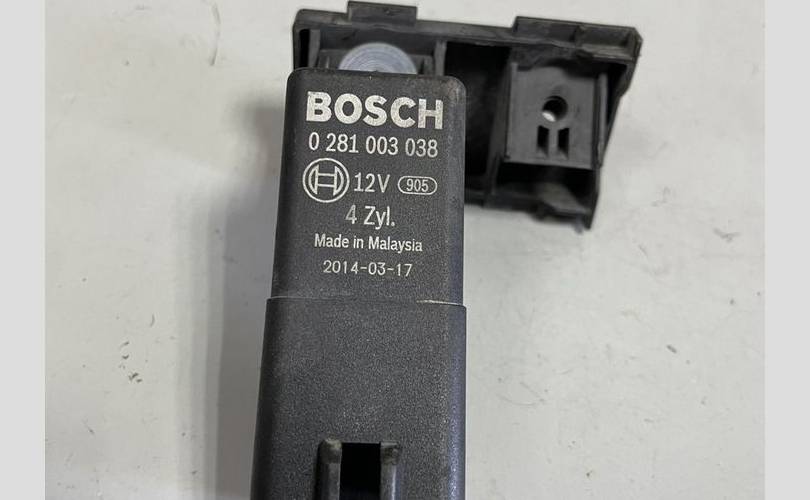 BOSCH
0 281 003 038
12V 905
4 Zyl.
Made in Malaysia
2014-03-17